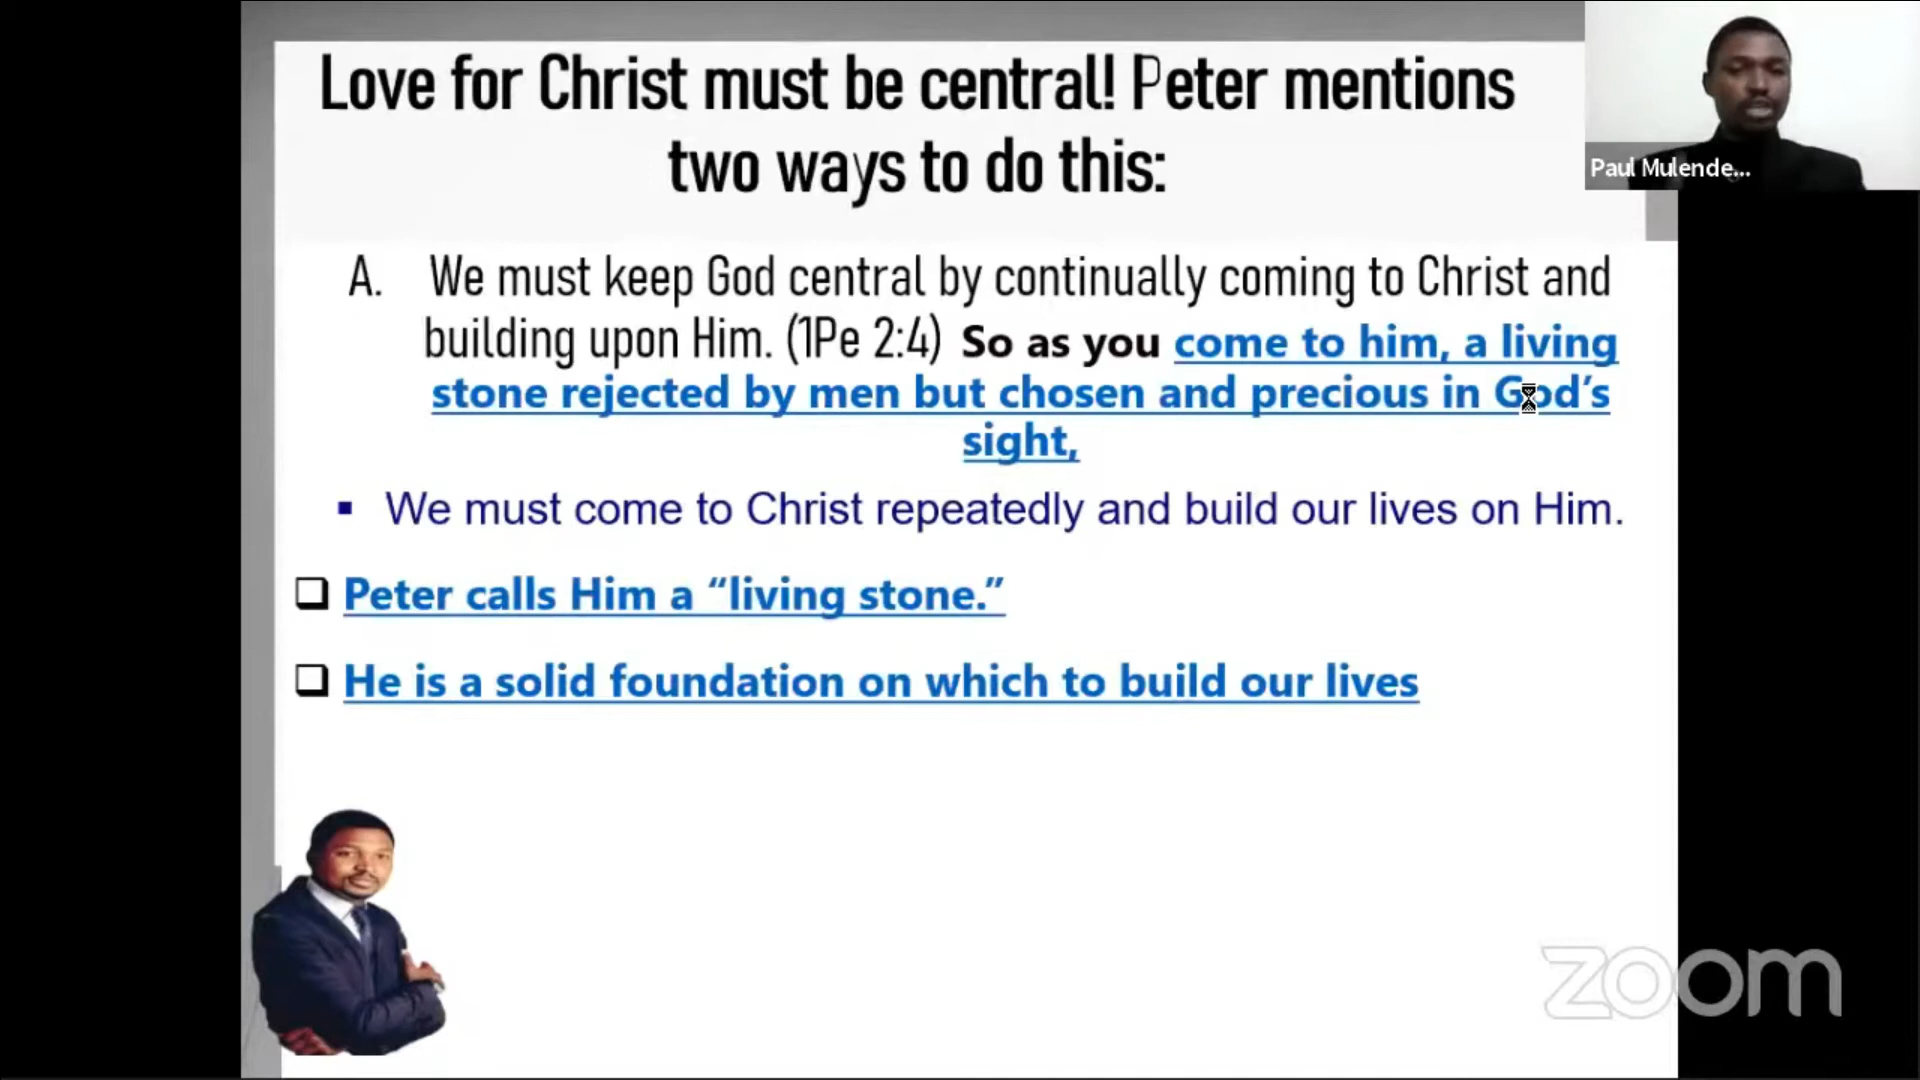 Love for Christ must be central! Peter mentions
two ways to do this:
Paul Mulende...
A. We must keep God central by continually coming to Christ and
building upon Him. (1Pe 2:4) So as you come to him, a living
stone rejected by men but chosen and precious in God’s
sight,
▪ We must come to Christ repeatedly and build our lives on Him.
❑ Peter calls Him a “living stone.”
❑ He is a solid foundation on which to build our lives
zoom